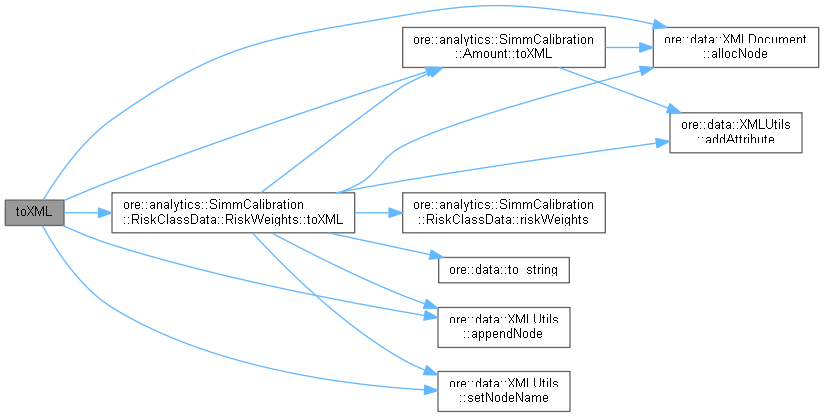 toXML
ore::analytics::SimmCalibration
::RiskClassData::RiskWeights::toXML
ore::analytics::SimmCalibration
::Amount::toXML
ore::data::XMLDocument
::allocNode
ore::data::XMLUtils
::addAttribute
ore::analytics::SimmCalibration
::RiskClassData::riskWeights
ore::data::to_string
ore::data::XMLUtils
::appendNode
ore::data::XMLUtils
::setNodeName